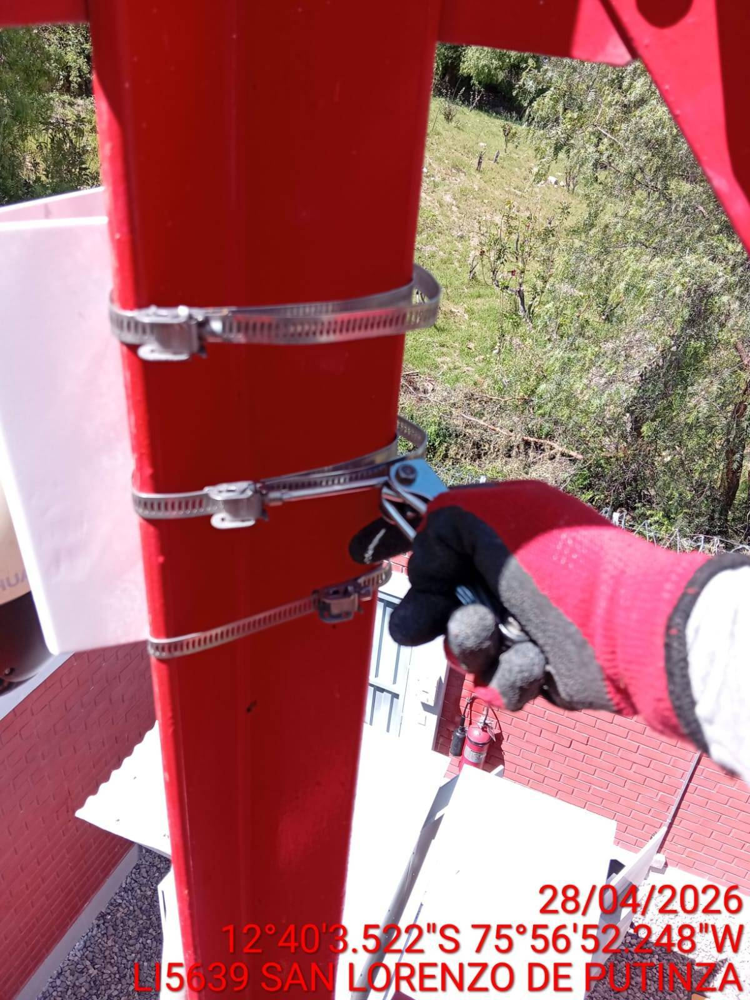 28/04/2026
12°40'3.522"S 75°56'52.248"W
LI5639 SAN LORENZO DE PUTINZA